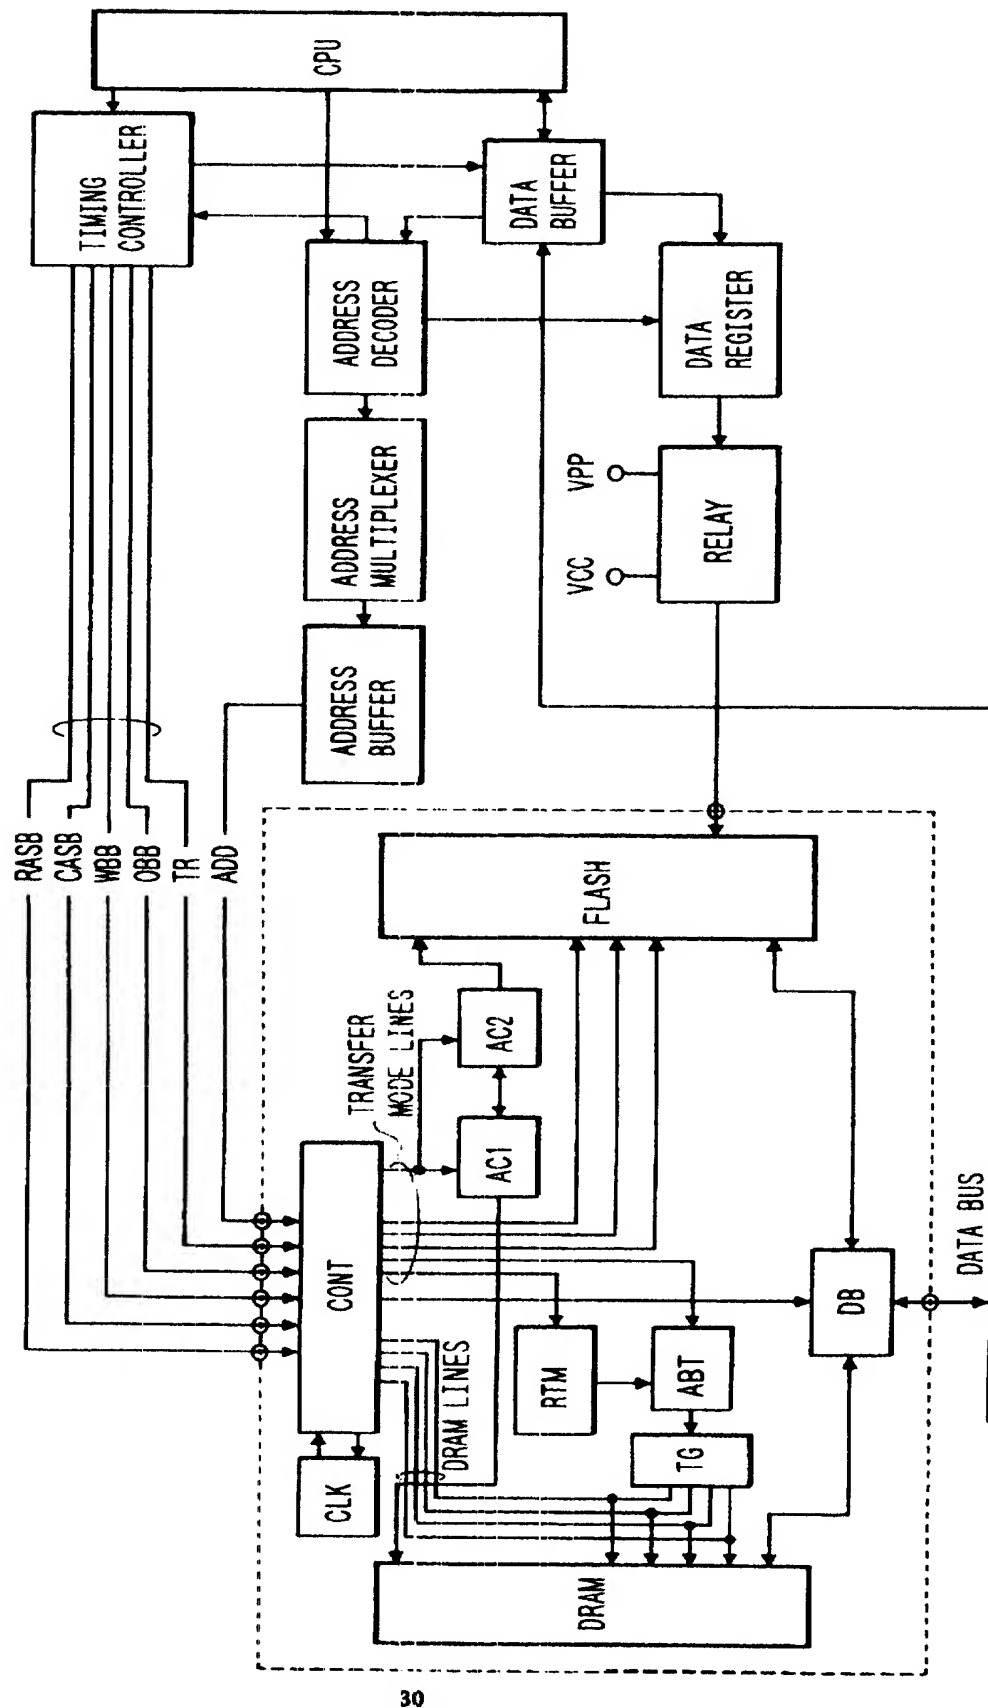 CPU
TIMING
CONTROLLER
DATA
BUFFER
ADDRESS
DECODER
DATA
REGISTER
ADDRESS
MULTIPLEXER
VPP
VCC
RELAY
ADDRESS
BUFFER
RASB
CASB
WBB
OBB
TR
ADD
FLASH
TRANSFER
MODE LINES
AC2
AC1
CONT
DATA BUS
DB
RTM
ABT
DRAM LINES
TG
CLK
DRAM
30